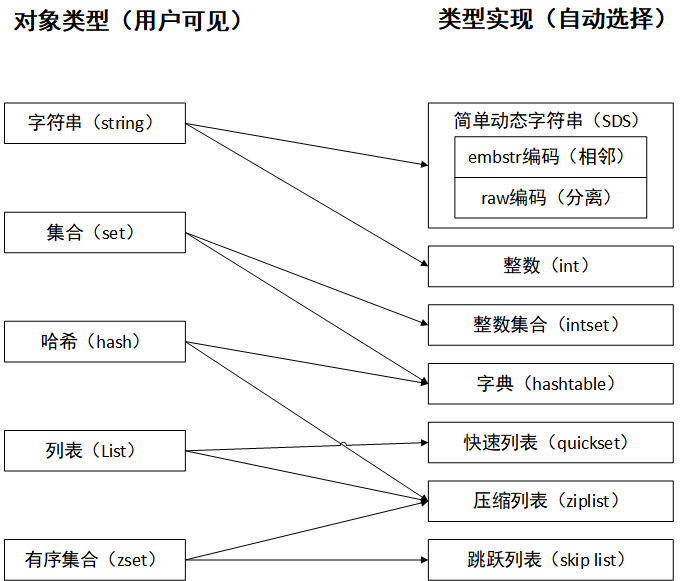 对象类型（用户可见）
类型实现（自动选择）
字符串（string）
集合（set）
哈希（hash）
列表（List）
有序集合（zset）
简单动态字符串（SDS）
embstr编码（相邻）
raw编码（分离）
整数（int）
整数集合（intset）
字典（hashtable）
快速列表（quickset）
压缩列表（ziplist）
跳跃列表（skip list）